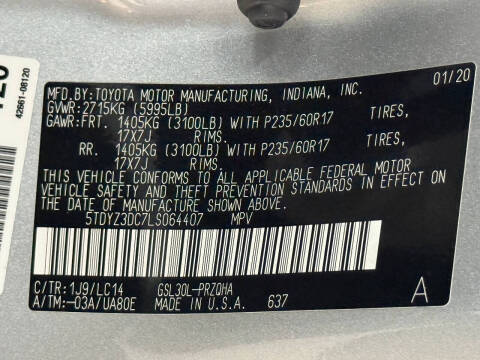 MFD.BY:TOYOTA MOTOR MANUFACTURING, INDIANA, INC. 01/20
GVWR:2715KG (5995LB)
GAWR:FRT. 1405KG (3100LB) WITH P235/60R17 TIRES,
17X7J RIMS.
RR. 1405KG (3100LB) WITH P235/60R17 TIRES,
17X7J RIMS.
THIS VEHICLE CONFORMS TO ALL APPLICABLE FEDERAL MOTOR
VEHICLE SAFETY AND THEFT PREVENTION STANDARDS IN EFFECT ON
THE DATE OF MANUFACTURE SHOWN ABOVE.
5TDYZ3DC7LS064407 MPV
C/TR:1J9/LC14 GSL30L-PRZQHA A
A/TM:-03A/UA80E MADE IN U.S.A. 637
42661-08120